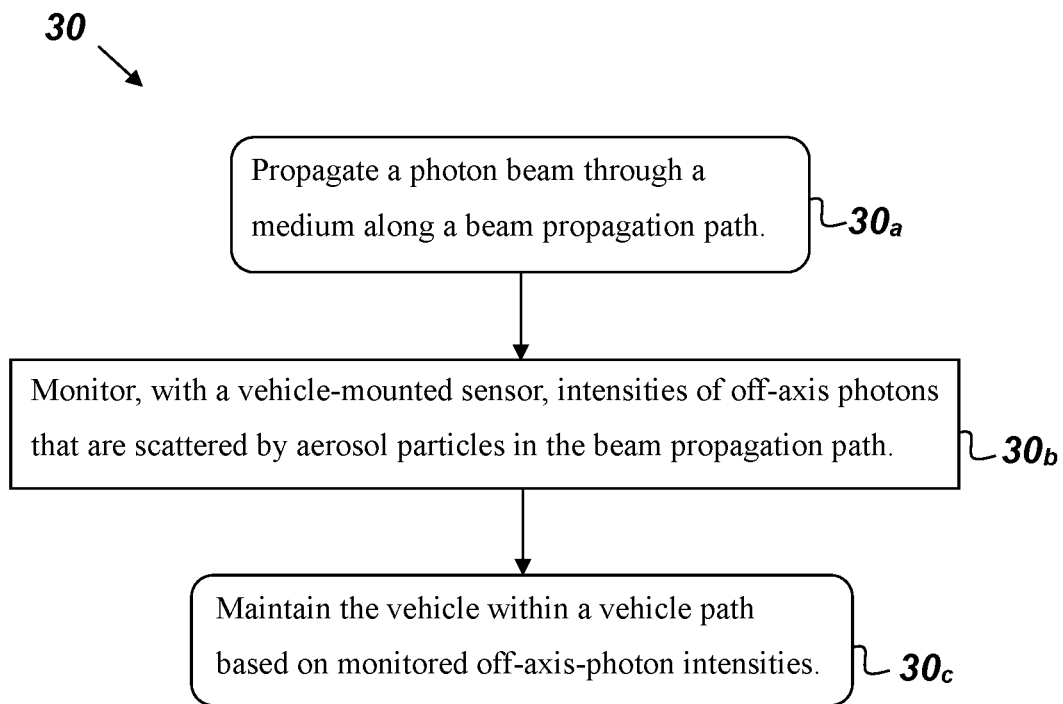 30
Propagate a photon beam through a
medium along a beam propagation path.
30a
Monitor, with a vehicle-mounted sensor, intensities of off-axis photons
that are scattered by aerosol particles in the beam propagation path.
30b
Maintain the vehicle within a vehicle path
based on monitored off-axis-photon intensities.
30c